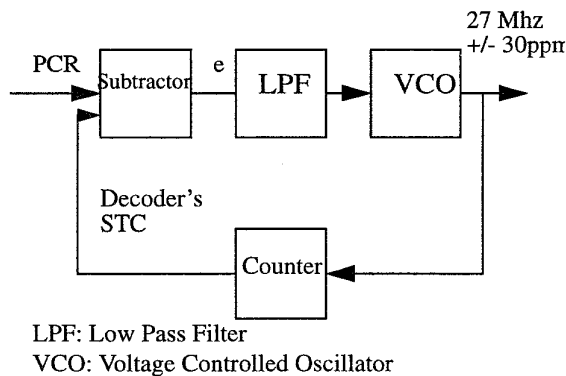 27 Mhz
+/- 30ppm
PCR
Subtractor
e
LPF
VCO
Decoder's
STC
Counter
LPF: Low Pass Filter
VCO: Voltage Controlled Oscillator